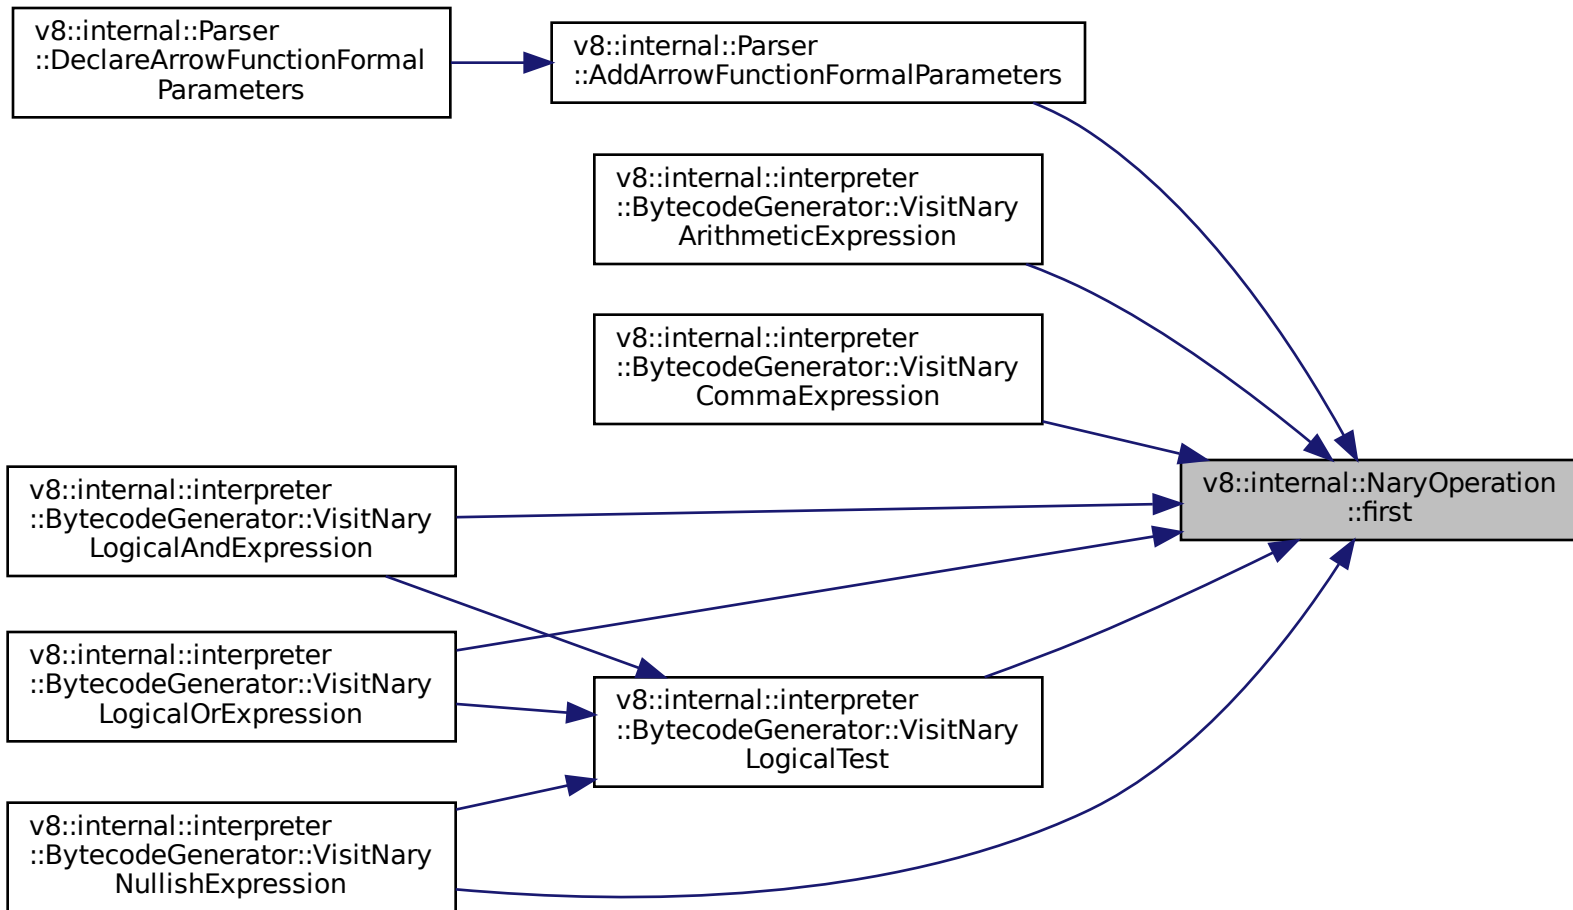 v8::internal::Parser
::DeclareArrowFunctionFormal
Parameters
v8::internal::Parser
::AddArrowFunctionFormalParameters
v8::internal::interpreter
::BytecodeGenerator::VisitNary
ArithmeticExpression
v8::internal::interpreter
::BytecodeGenerator::VisitNary
CommaExpression
v8::internal::NaryOperation
::first
v8::internal::interpreter
::BytecodeGenerator::VisitNary
LogicalAndExpression
v8::internal::interpreter
::BytecodeGenerator::VisitNary
LogicalOrExpression
v8::internal::interpreter
::BytecodeGenerator::VisitNary
LogicalTest
v8::internal::interpreter
::BytecodeGenerator::VisitNary
NullishExpression